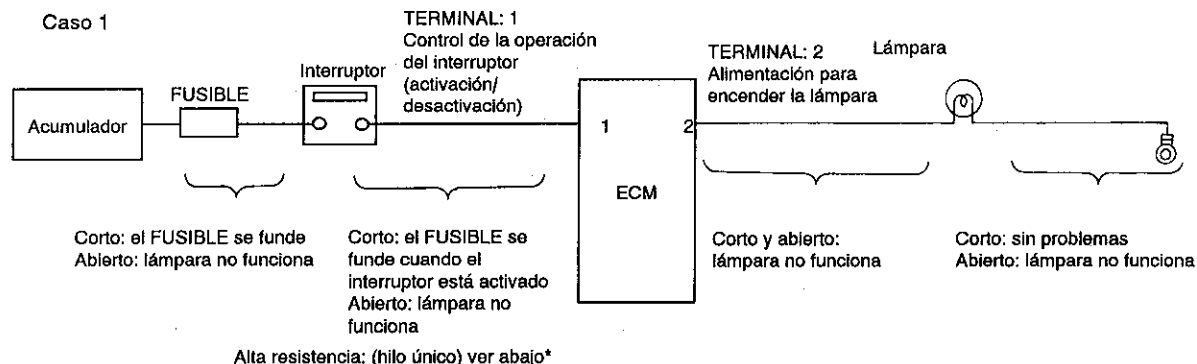 Caso 1
TERMINAL: 1
Control de la operación
del interruptor
(activación/
desactivación)
TERMINAL: 2
Alimentación para
encender la lámpara
Lámpara
Interruptor
FUSIBLE
Acumulador
1
2
ECM
Corto: el FUSIBLE se funde
Abierto: lámpara no funciona
Corto: el FUSIBLE se
funde cuando el
interruptor está activado
Abierto: lámpara no
funciona
Corto y abierto:
lámpara no funciona
Corto: sin problemas
Abierto: lámpara no funciona
Alta resistencia: (hilo único) ver abajo*